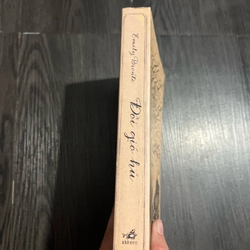 Emily Brontë
Đồi gió hú